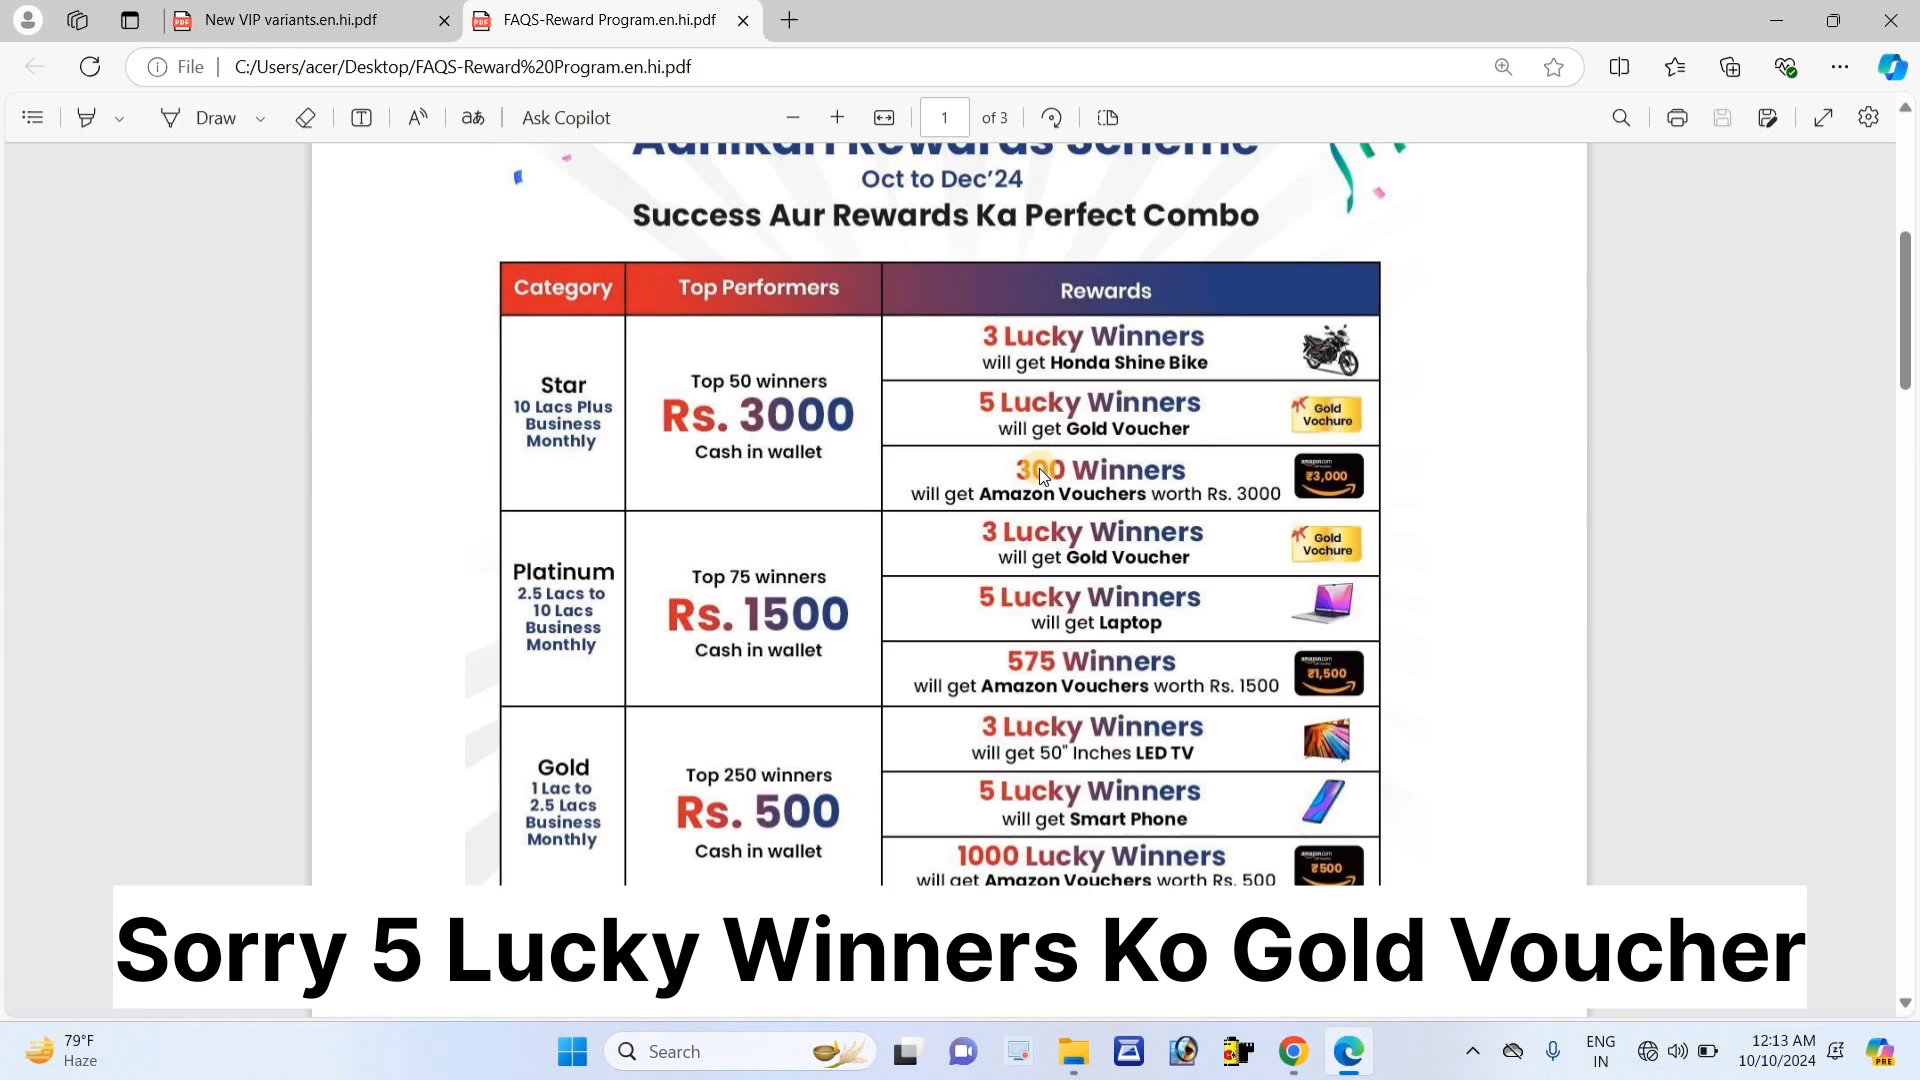 New VIP variants.en.hi.pdf
FAQS-Reward Program.en.hi.pdf
File
C:/Users/acer/Desktop/FAQS-Reward%20Program.en.hi.pdf
Draw
Ask Copilot
1 of 3
Adhikari Rewards Scheme
Oct to Dec'24
Success Aur Rewards Ka Perfect Combo
Category Top Performers Rewards
Star
10 Lacs Plus
Business
Monthly
Top 50 winners
Rs. 3000
Cash in wallet
3 Lucky Winners
will get Honda Shine Bike
5 Lucky Winners
will get Gold Voucher
Gold
Vochure
300 Winners
will get Amazon Vouchers worth Rs. 3000
₹3,000
Platinum
2.5 Lacs to
10 Lacs
Business
Monthly
Top 75 winners
Rs. 1500
Cash in wallet
3 Lucky Winners
will get Gold Voucher
Gold
Vochure
5 Lucky Winners
will get Laptop
575 Winners
will get Amazon Vouchers worth Rs. 1500
₹1,500
Gold
1 Lac to
2.5 Lacs
Business
Monthly
Top 250 winners
Rs. 500
Cash in wallet
3 Lucky Winners
will get 50" Inches LED TV
5 Lucky Winners
will get Smart Phone
1000 Lucky Winners
will get Amazon Vouchers worth Rs. 500
₹500
Sorry 5 Lucky Winners Ko Gold Voucher
79°F
Haze
Search
ENG
IN
12:13 AM
10/10/2024